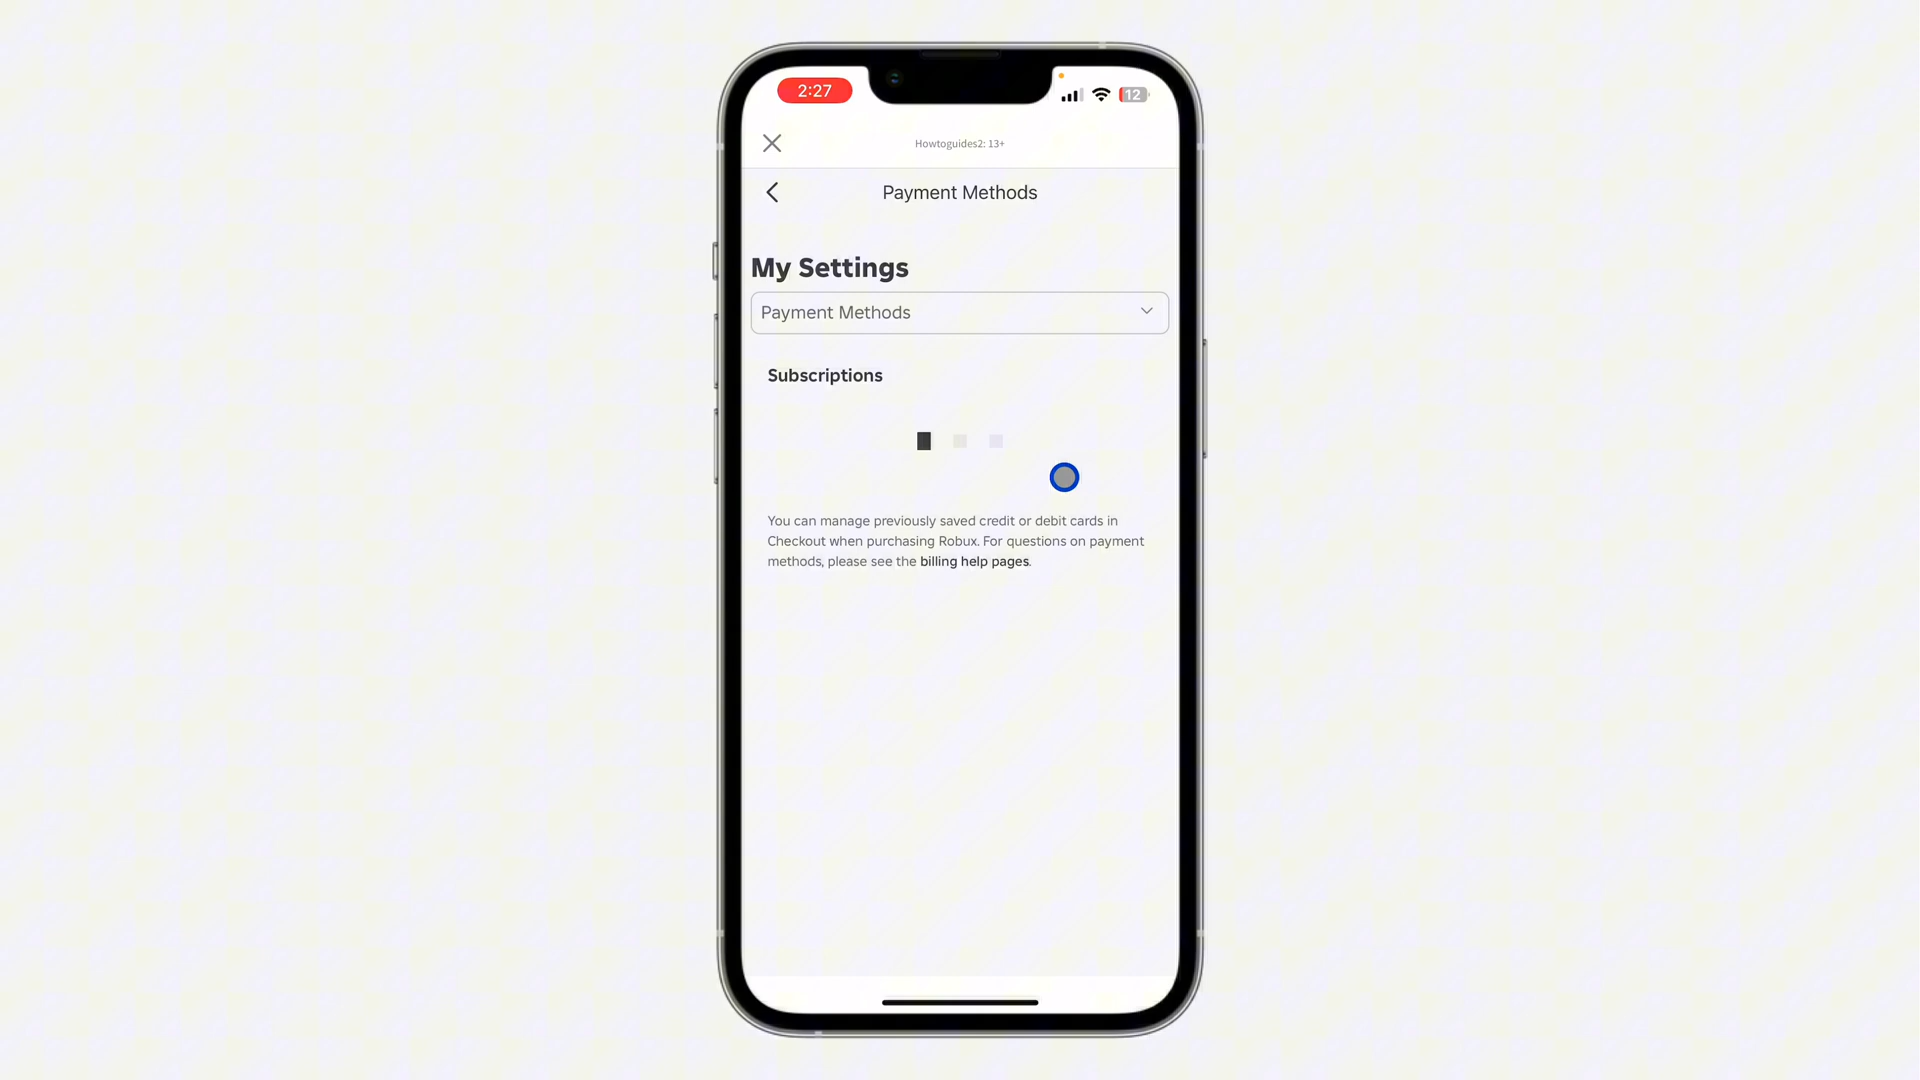 2:27
12
Howtoguides2: 13+
Payment Methods
My Settings
Payment Methods
Subscriptions
You can manage previously saved credit or debit cards in
Checkout when purchasing Robux. For questions on payment
methods, please see the billing help pages.